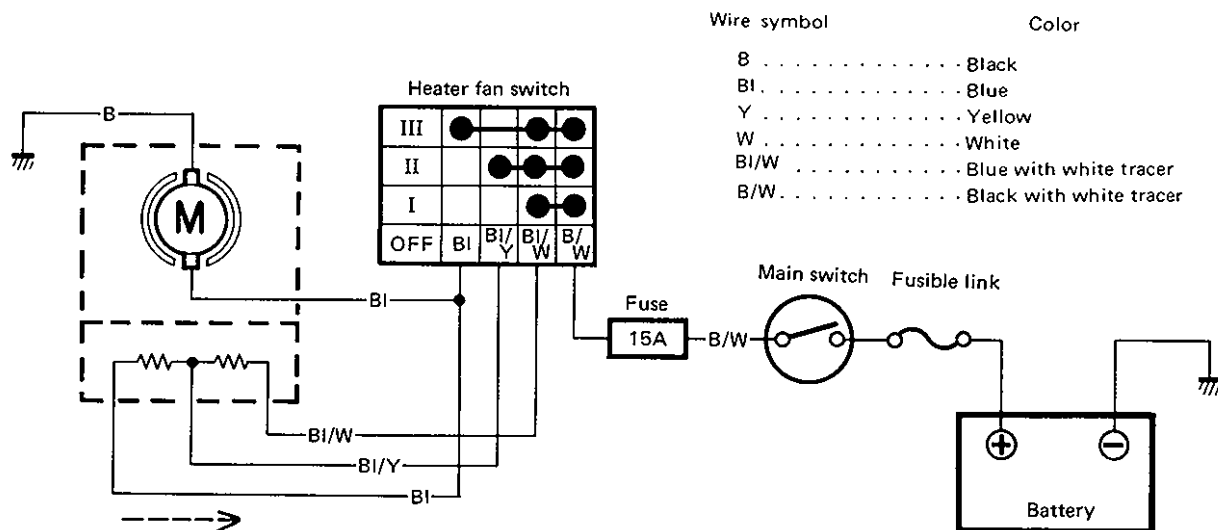 Wire symbol Color
B . . . . . . . . . . . . . Black
Bl . . . . . . . . . . . . . Blue
Y . . . . . . . . . . . . . Yellow
W . . . . . . . . . . . . . White
Bl/W . . . . . . . . . . . Blue with white tracer
B/W. . . . . . . . . . . . Black with white tracer
Heater fan switch
III
II
I
OFF Bl Bl/Y Bl/W B/W
B
M
Bl
Fuse
15A
B/W
Main switch
Fusible link
Bl/W
Bl/Y
Bl
+ −
Battery